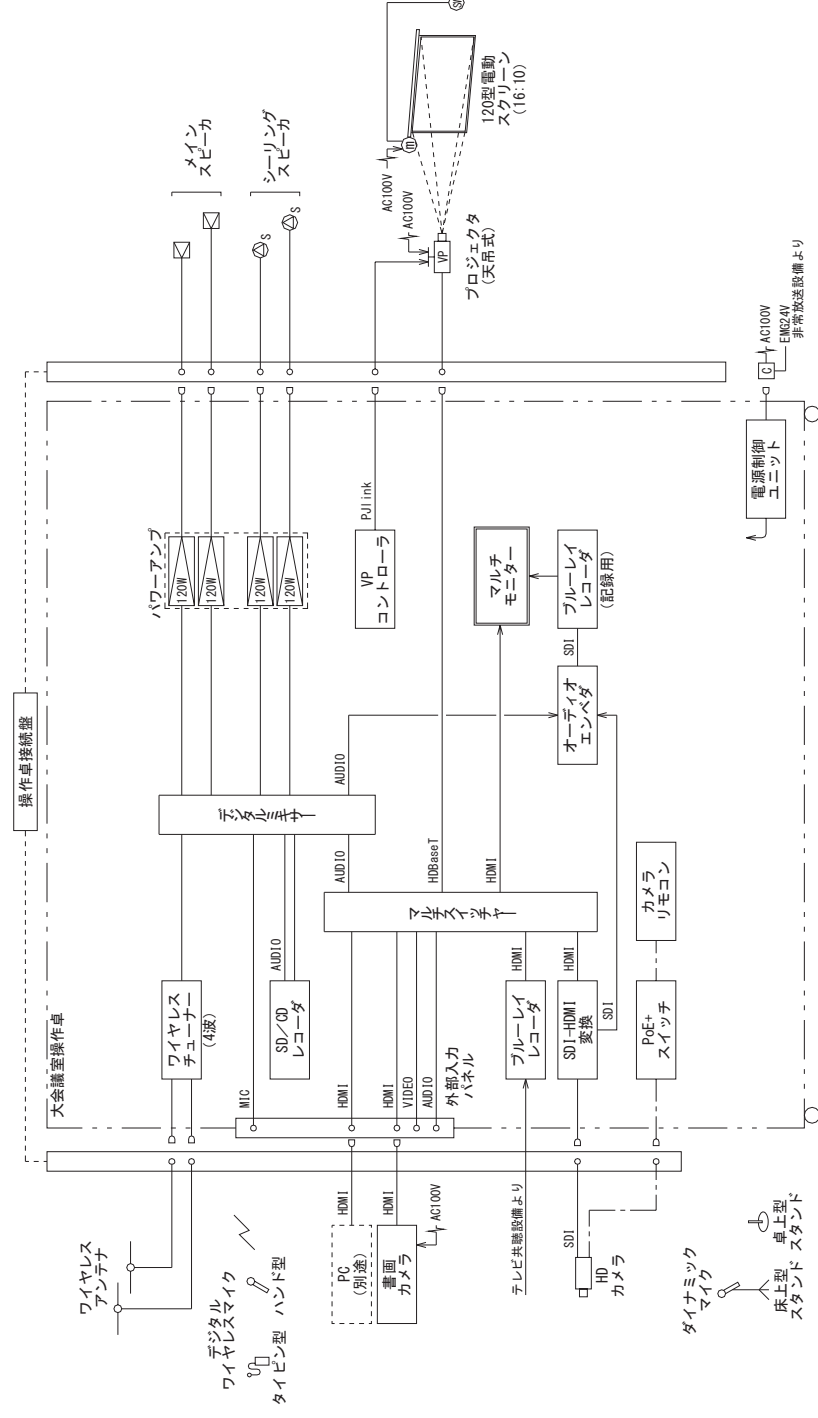 操作卓接続盤
大会議室操作卓
ワイヤレス
アンテナ
デジタル
ワイヤレスマイク
タイピン型
ハンド型
PC
(別途)
HDMI
書画
カメラ
HDMI
AC100V
テレビ共聴設備より
HD
カメラ
SDI
ダイナミック
マイク
床上型
スタンド
卓上型
スタンド
ワイヤレス
チューナー
(4波)
MIC
SD/CD
レコーダ
AUDIO
HDMI
HDMI
VIDEO
AUDIO
外部入力
パネル
ブルーレイ
レコーダ
HDMI
SDI-HDMI
変換
HDMI
SDI
PoE+
スイッチ
カメラ
リモコン
デジタルミキサー
マルチスイッチャー
AUDIO
AUDIO
HDBaseT
HDMI
パワーアンプ
120W
120W
120W
120W
VP
コントローラ
PJlink
マルチ
モニター
オーディオ
エンベダ
SDI
ブルーレイ
レコーダ
(記録用)
電源制御
ユニット
C
AC100V
EMG24V
非常放送設備より
メイン
スピーカ
シーリング
スピーカ
S
S
AC100V
AC100V
m
VP
プロジェクタ
(天吊式)
120型電動
スクリーン
(16:10)